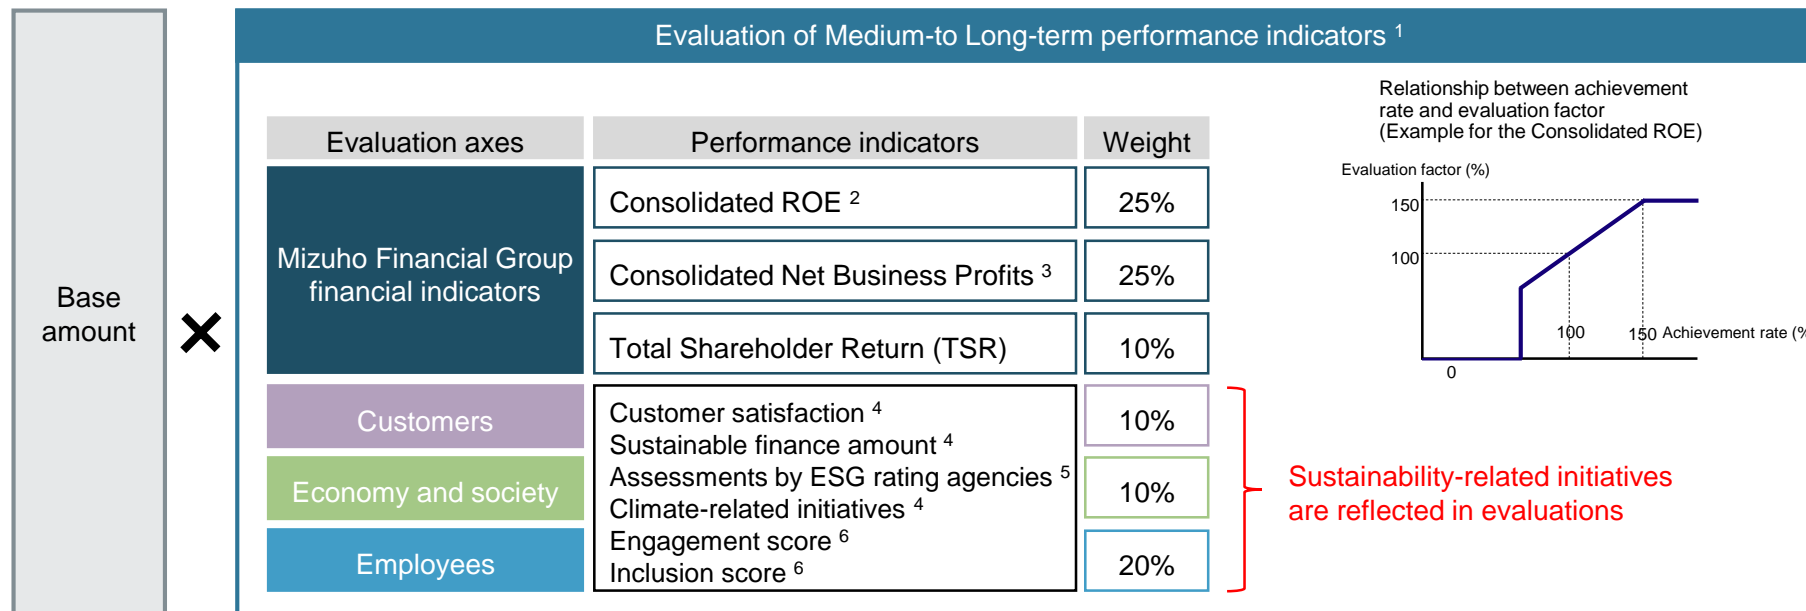 Evaluation of Medium-to Long-term performance indicators 1
Base
amount
×
Evaluation axes
Performance indicators
Weight
Mizuho Financial Group
financial indicators
Consolidated ROE 2
25%
Consolidated Net Business Profits 3
25%
Total Shareholder Return (TSR)
10%
Customers
Economy and society
Employees
Customer satisfaction 4
Sustainable finance amount 4
Assessments by ESG rating agencies 5
Climate-related initiatives 4
Engagement score 6
Inclusion score 6
10%
10%
20%
Sustainability-related initiatives
are reflected in evaluations
Relationship between achievement
rate and evaluation factor
(Example for the Consolidated ROE)
Evaluation factor (%)
150
100
100
150
Achievement rate (%
0